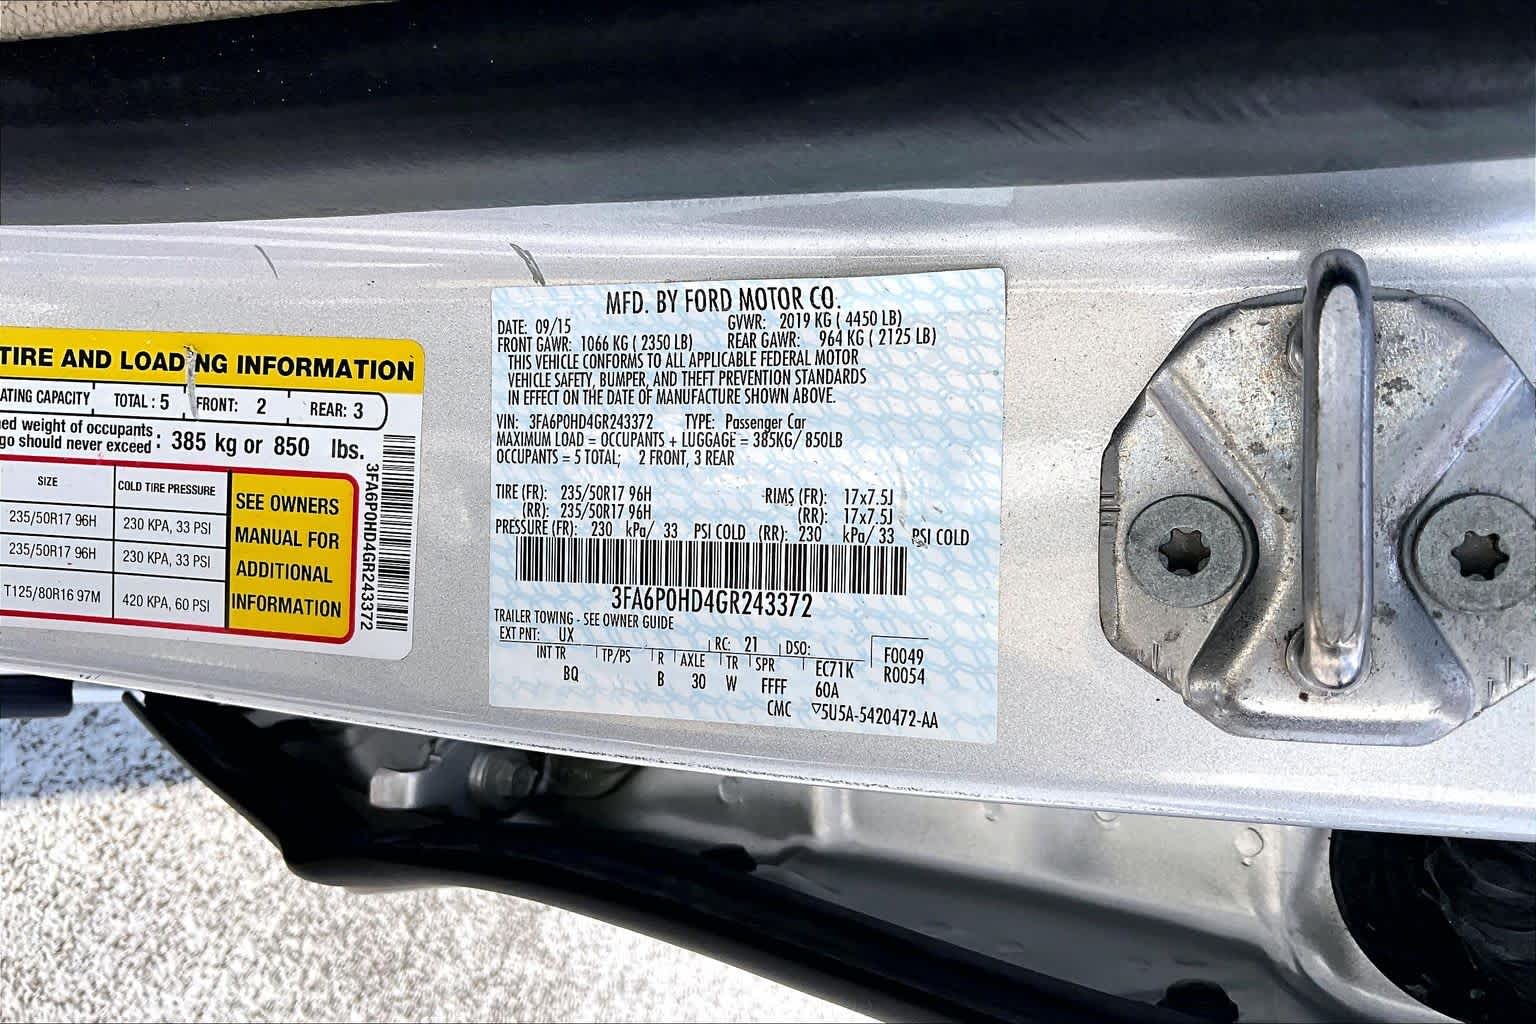 TIRE AND LOADING INFORMATION
ATING CAPACITY TOTAL : 5 FRONT: 2 REAR: 3
ned weight of occupants
go should never exceed : 385 kg or 850 lbs.
SIZE COLD TIRE PRESSURE
235/50R17 96H 230 KPA, 33 PSI
235/50R17 96H 230 KPA, 33 PSI
T125/80R16 97M 420 KPA, 60 PSI
SEE OWNERS
MANUAL FOR
ADDITIONAL
INFORMATION
3FA6P0HD4GR243372
MFD. BY FORD MOTOR CO.
DATE: 09/15 GVWR: 2019 KG ( 4450 LB)
FRONT GAWR: 1066 KG ( 2350 LB) REAR GAWR: 964 KG ( 2125 LB)
THIS VEHICLE CONFORMS TO ALL APPLICABLE FEDERAL MOTOR
VEHICLE SAFETY, BUMPER, AND THEFT PREVENTION STANDARDS
IN EFFECT ON THE DATE OF MANUFACTURE SHOWN ABOVE.
VIN: 3FA6P0HD4GR243372 TYPE: Passenger Car
MAXIMUM LOAD = OCCUPANTS + LUGGAGE = 385KG/ 850LB
OCCUPANTS = 5 TOTAL; 2 FRONT, 3 REAR
TIRE (FR): 235/50R17 96H RIMS (FR): 17x7.5J
(RR): 235/50R17 96H (RR): 17x7.5J
PRESSURE (FR): 230 kPa/ 33 PSI COLD (RR): 230 kPa/ 33 PSI COLD
3FA6P0HD4GR243372
TRAILER TOWING - SEE OWNER GUIDE
EXT PNT: UX RC: 21 DSO: F0049
INT TR TP/PS R AXLE TR SPR EC71K R0054
BQ B 30 W FFFF 60A
CMC ▽5U5A-5420472-AA